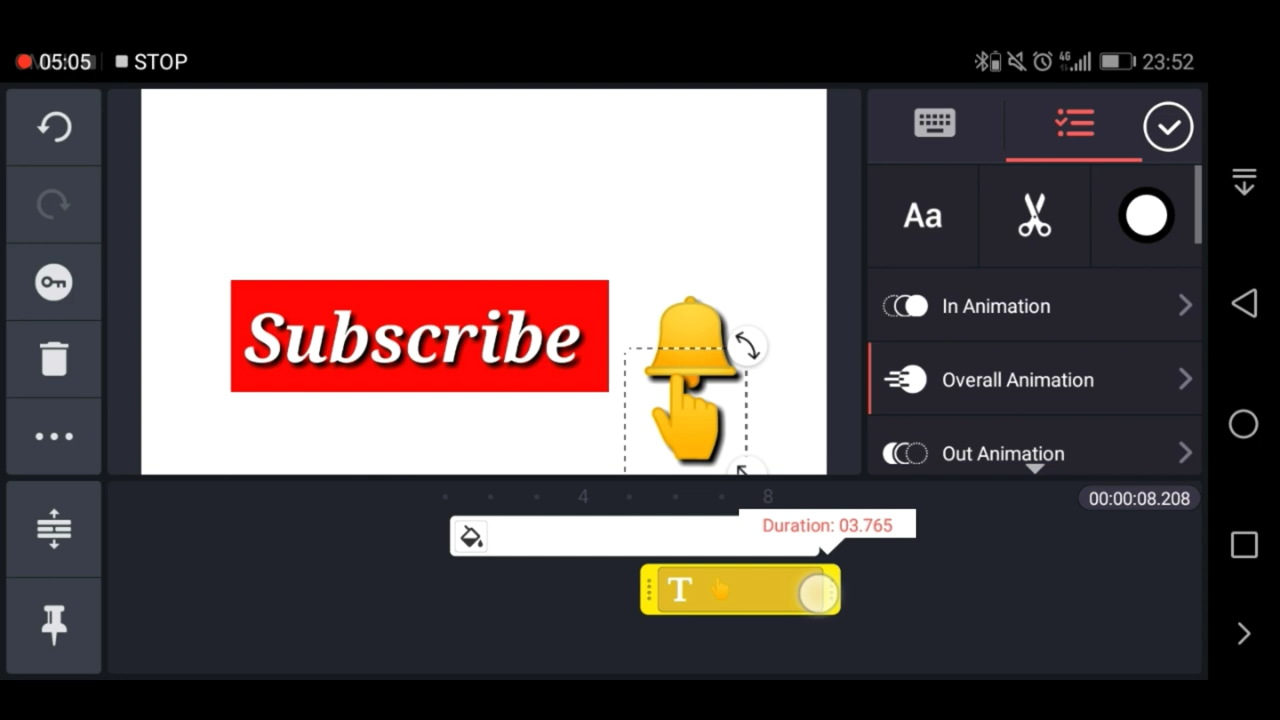 05:05 STOP
4G 23:52
Aa
In Animation
Subscribe
Overall Animation
Out Animation
4 8
00:00:08.208
Duration: 03.765
T